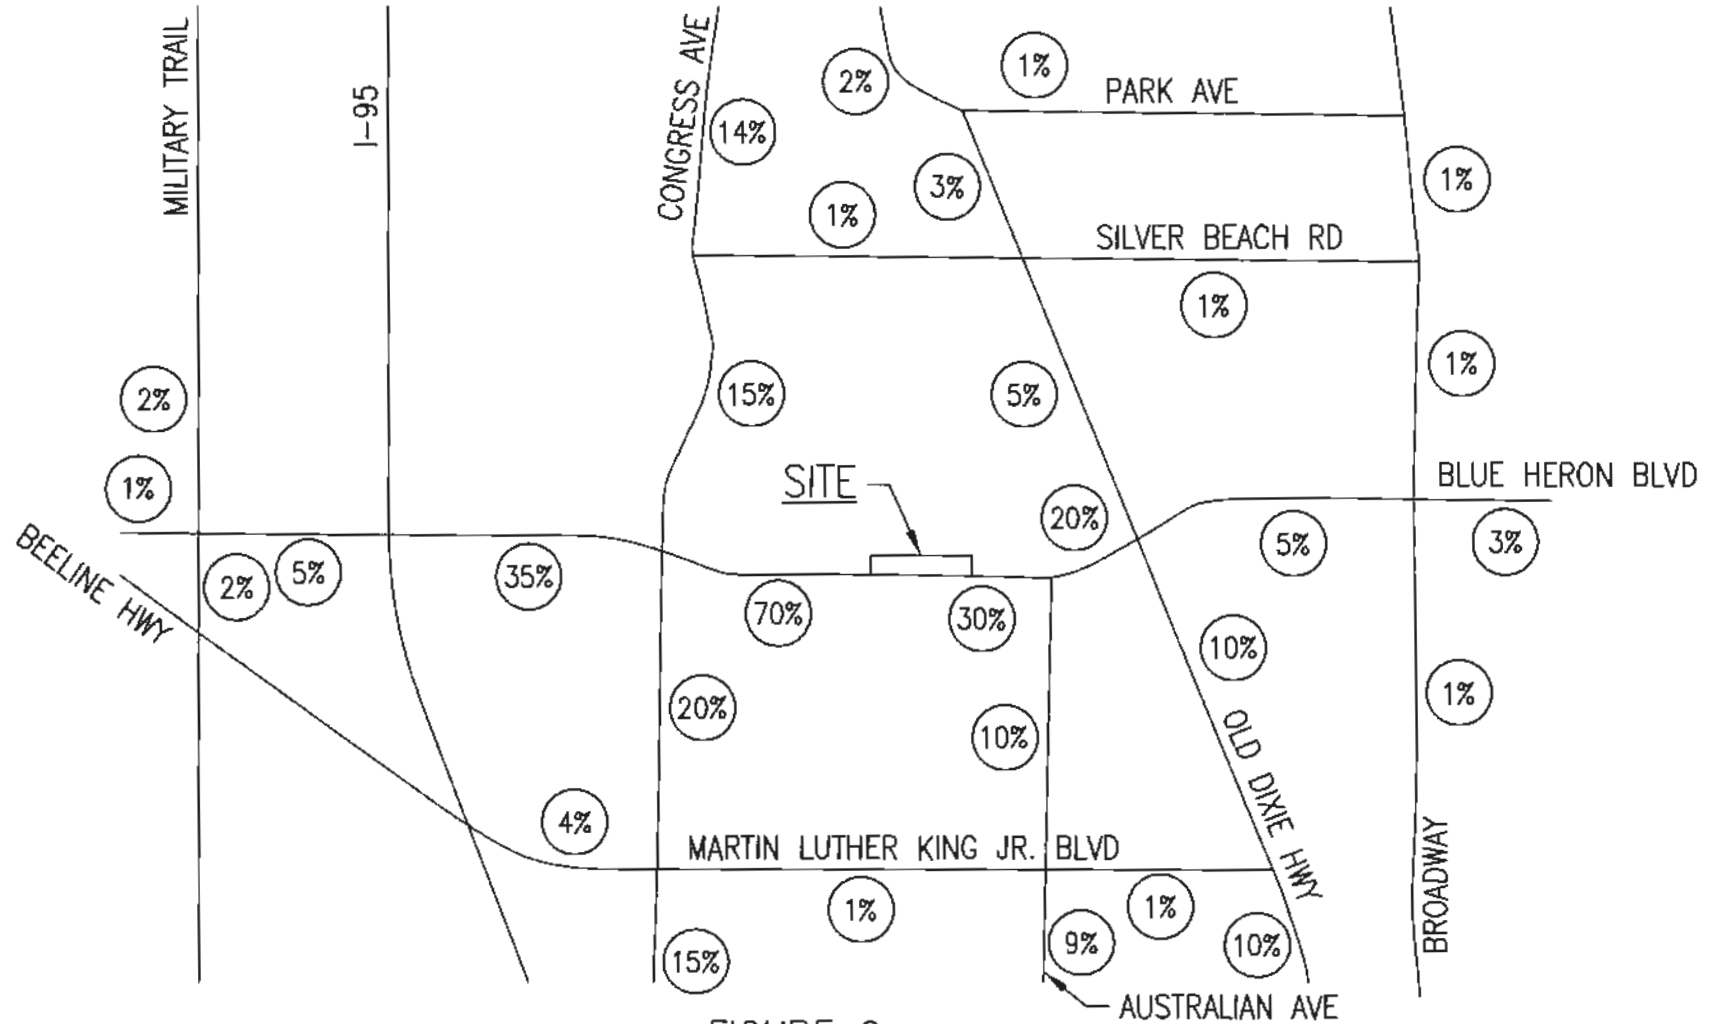 MILITARY TRAIL
I-95
CONGRESS AVE
2%
1%
PARK AVE
14%
3%
1%
1%
SILVER BEACH RD
1%
2%
15%
5%
1%
1%
SITE
20%
BLUE HERON BLVD
BEELINE HWY
2%
5%
35%
5%
3%
70%
30%
10%
20%
10%
1%
OLD DIXIE HWY
4%
MARTIN LUTHER KING JR. BLVD
BROADWAY
1%
1%
15%
9%
10%
AUSTRALIAN AVE